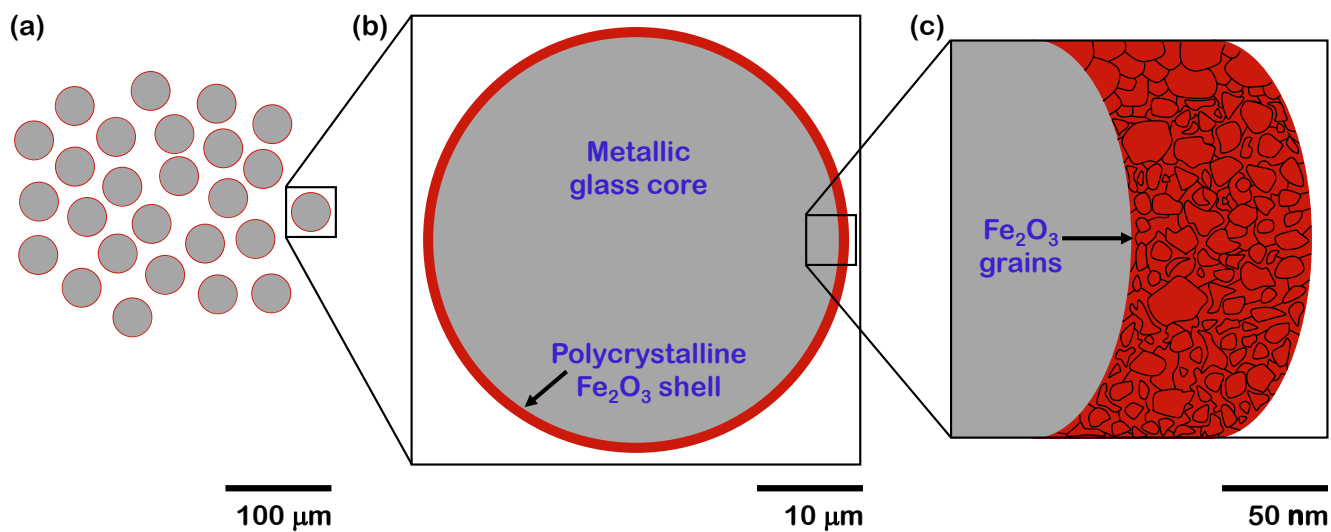 (a)
(b)
(c)
Metallic
glass core
Polycrystalline
Fe₂O₃ shell
Fe₂O₃
grains
100 μm
10 μm
50 nm